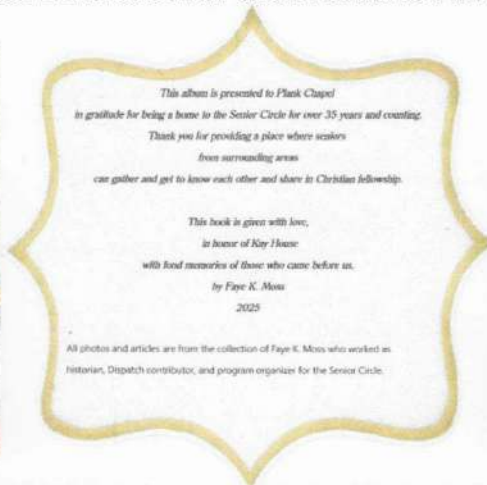 This album is presented to Plank Chapel
in gratitude for being a home to the Senior Circle for over 35 years and counting.
Thank you for providing a place where seniors
from surrounding areas
can gather and get to know each other and share in Christian fellowship.
This book is given with love,
in honor of Kay House
with fond memories of those who came before us,
by Faye K. Moss
2025
All photos and articles are from the collection of Faye K. Moss who worked as
historian, Dispatch contributor, and program organizer for the Senior Circle.